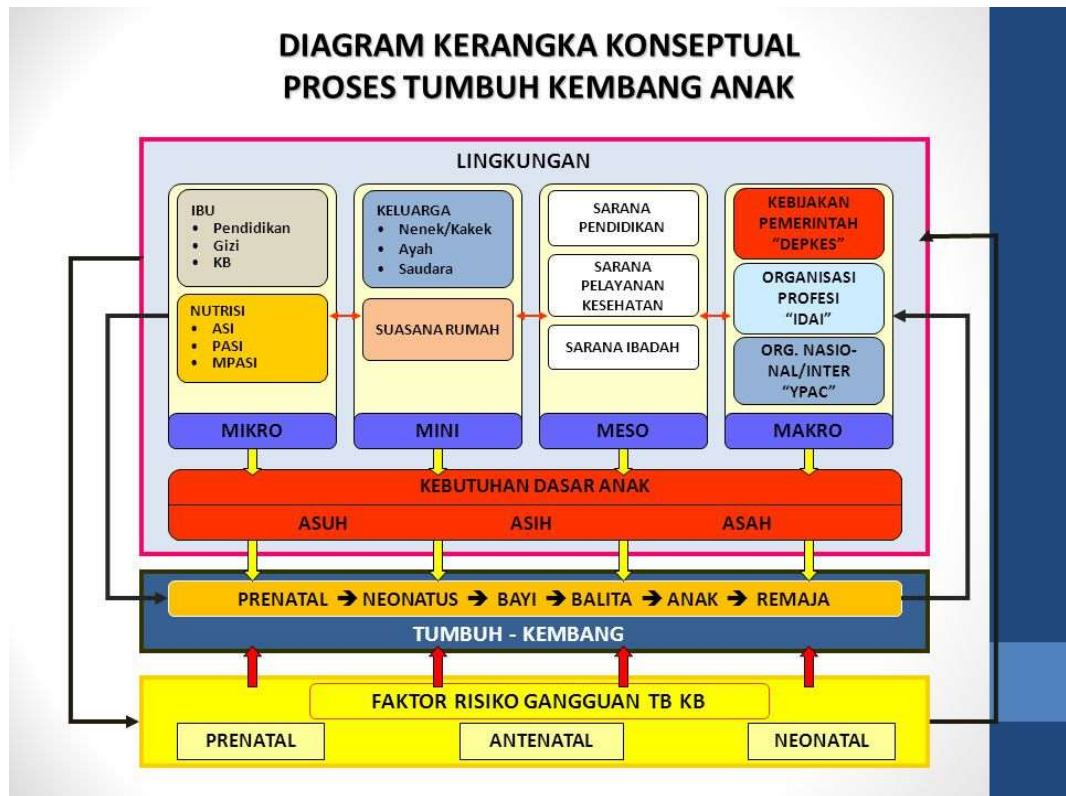 DIAGRAM KERANGKA KONSEPTUAL
PROSES TUMBUH KEMBANG ANAK
LINGKUNGAN
IBU
• Pendidikan
• Gizi
• KB
NUTRISI
• ASI
• PASI
• MPASI
MIKRO
KELUARGA
• Nenek/Kakek
• Ayah
• Saudara
SUASANA RUMAH
MINI
SARANA
PENDIDIKAN
SARANA
PELAYANAN
KESEHATAN
SARANA IBADAH
MESO
KEBIJAKAN
PEMERINTAH
“DEPKES”
ORGANISASI
PROFESI
“IDAI”
ORG. NASIO-
NAL/INTER
“YPAC”
MAKRO
KEBUTUHAN DASAR ANAK
ASUH ASIH ASAH
PRENATAL ➔ NEONATUS ➔ BAYI ➔ BALITA ➔ ANAK ➔ REMAJA
TUMBUH - KEMBANG
FAKTOR RISIKO GANGGUAN TB KB
PRENATAL ANTENATAL NEONATAL